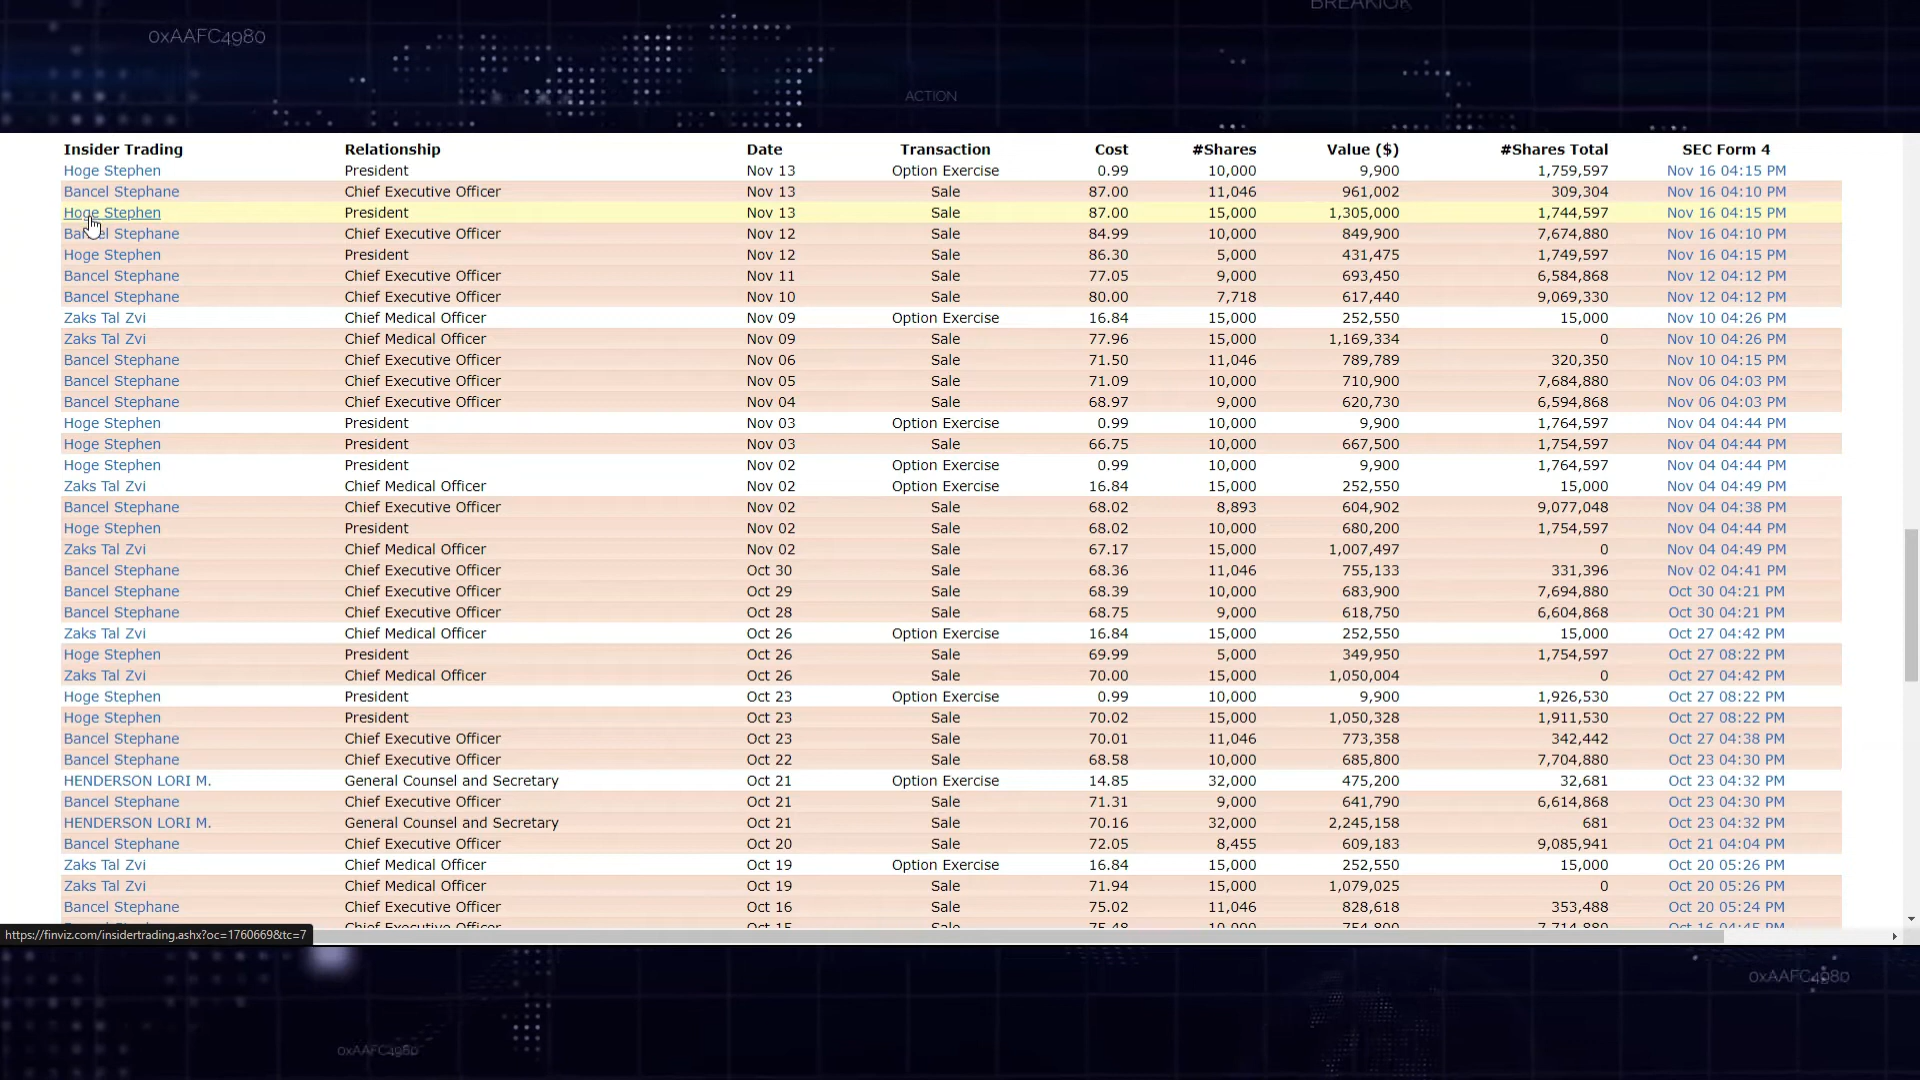 BREAKIOK
0xAAFC4980
ACTION
Insider Trading Relationship Date Transaction Cost #Shares Value ($) #Shares Total SEC Form 4
Hoge Stephen President Nov 13 Option Exercise 0.99 10,000 9,900 1,759,597 Nov 16 04:15 PM
Bancel Stephane Chief Executive Officer Nov 13 Sale 87.00 11,046 961,002 309,304 Nov 16 04:10 PM
Hoge Stephen President Nov 13 Sale 87.00 15,000 1,305,000 1,744,597 Nov 16 04:15 PM
Bancel Stephane Chief Executive Officer Nov 12 Sale 84.99 10,000 849,900 7,674,880 Nov 16 04:10 PM
Hoge Stephen President Nov 12 Sale 86.30 5,000 431,475 1,749,597 Nov 16 04:15 PM
Bancel Stephane Chief Executive Officer Nov 11 Sale 77.05 9,000 693,450 6,584,868 Nov 12 04:12 PM
Bancel Stephane Chief Executive Officer Nov 10 Sale 80.00 7,718 617,440 9,069,330 Nov 12 04:12 PM
Zaks Tal Zvi Chief Medical Officer Nov 09 Option Exercise 16.84 15,000 252,550 15,000 Nov 10 04:26 PM
Zaks Tal Zvi Chief Medical Officer Nov 09 Sale 77.96 15,000 1,169,334 0 Nov 10 04:26 PM
Bancel Stephane Chief Executive Officer Nov 06 Sale 71.50 11,046 789,789 320,350 Nov 10 04:15 PM
Bancel Stephane Chief Executive Officer Nov 05 Sale 71.09 10,000 710,900 7,684,880 Nov 06 04:03 PM
Bancel Stephane Chief Executive Officer Nov 04 Sale 68.97 9,000 620,730 6,594,868 Nov 06 04:03 PM
Hoge Stephen President Nov 03 Option Exercise 0.99 10,000 9,900 1,764,597 Nov 04 04:44 PM
Hoge Stephen President Nov 03 Sale 66.75 10,000 667,500 1,754,597 Nov 04 04:44 PM
Hoge Stephen President Nov 02 Option Exercise 0.99 10,000 9,900 1,764,597 Nov 04 04:44 PM
Zaks Tal Zvi Chief Medical Officer Nov 02 Option Exercise 16.84 15,000 252,550 15,000 Nov 04 04:49 PM
Bancel Stephane Chief Executive Officer Nov 02 Sale 68.02 8,893 604,902 9,077,048 Nov 04 04:38 PM
Hoge Stephen President Nov 02 Sale 68.02 10,000 680,200 1,754,597 Nov 04 04:44 PM
Zaks Tal Zvi Chief Medical Officer Nov 02 Sale 67.17 15,000 1,007,497 0 Nov 04 04:49 PM
Bancel Stephane Chief Executive Officer Oct 30 Sale 68.36 11,046 755,133 331,396 Nov 02 04:41 PM
Bancel Stephane Chief Executive Officer Oct 29 Sale 68.39 10,000 683,900 7,694,880 Oct 30 04:21 PM
Bancel Stephane Chief Executive Officer Oct 28 Sale 68.75 9,000 618,750 6,604,868 Oct 30 04:21 PM
Zaks Tal Zvi Chief Medical Officer Oct 26 Option Exercise 16.84 15,000 252,550 15,000 Oct 27 04:42 PM
Hoge Stephen President Oct 26 Sale 69.99 5,000 349,950 1,754,597 Oct 27 08:22 PM
Zaks Tal Zvi Chief Medical Officer Oct 26 Sale 70.00 15,000 1,050,004 0 Oct 27 04:42 PM
Hoge Stephen President Oct 23 Option Exercise 0.99 10,000 9,900 1,926,530 Oct 27 08:22 PM
Hoge Stephen President Oct 23 Sale 70.02 15,000 1,050,328 1,911,530 Oct 27 08:22 PM
Bancel Stephane Chief Executive Officer Oct 23 Sale 70.01 11,046 773,358 342,442 Oct 27 04:38 PM
Bancel Stephane Chief Executive Officer Oct 22 Sale 68.58 10,000 685,800 7,704,880 Oct 23 04:30 PM
HENDERSON LORI M. General Counsel and Secretary Oct 21 Option Exercise 14.85 32,000 475,200 32,681 Oct 23 04:32 PM
Bancel Stephane Chief Executive Officer Oct 21 Sale 71.31 9,000 641,790 6,614,868 Oct 23 04:30 PM
HENDERSON LORI M. General Counsel and Secretary Oct 21 Sale 70.16 32,000 2,245,158 681 Oct 23 04:32 PM
Bancel Stephane Chief Executive Officer Oct 20 Sale 72.05 8,455 609,183 9,085,941 Oct 21 04:04 PM
Zaks Tal Zvi Chief Medical Officer Oct 19 Option Exercise 16.84 15,000 252,550 15,000 Oct 20 05:26 PM
Zaks Tal Zvi Chief Medical Officer Oct 19 Sale 71.94 15,000 1,079,025 0 Oct 20 05:26 PM
Bancel Stephane Chief Executive Officer Oct 16 Sale 75.02 11,046 828,618 353,488 Oct 20 05:24 PM
Oct 15 Sale 75.48 10,000 754,800 7,714,880 Oct 16 04:45 PM
https://finviz.com/insidertrading.ashx?oc=1760669&tc=7
0xAAFC4980
0xAAFC4980